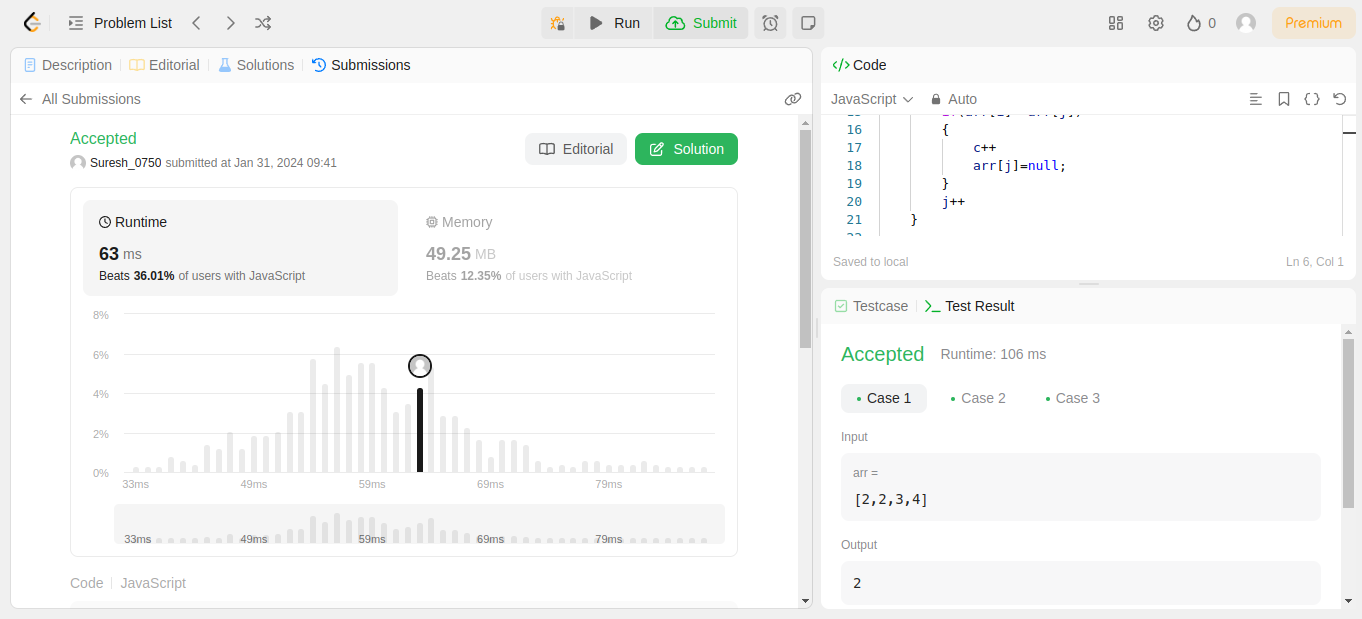 Problem List
Run
Submit
0
Premium
Description
Editorial
Solutions
Submissions
All Submissions
Accepted
Suresh_0750 submitted at Jan 31, 2024 09:41
Editorial
Solution
Runtime
63 ms
Beats 36.01% of users with JavaScript
Memory
49.25 MB
Beats 12.35% of users with JavaScript
8%
6%
4%
2%
0%
33ms 49ms 59ms 69ms 79ms
33ms 49ms 59ms 69ms 79ms
Code JavaScript
</> Code
JavaScript
Auto
16 {
17 c++
18 arr[j]=null;
19 }
20 j++
21 }
Saved to local
Ln 6, Col 1
Testcase
Test Result
Accepted Runtime: 106 ms
Case 1 Case 2 Case 3
Input
arr =
[2,2,3,4]
Output
2